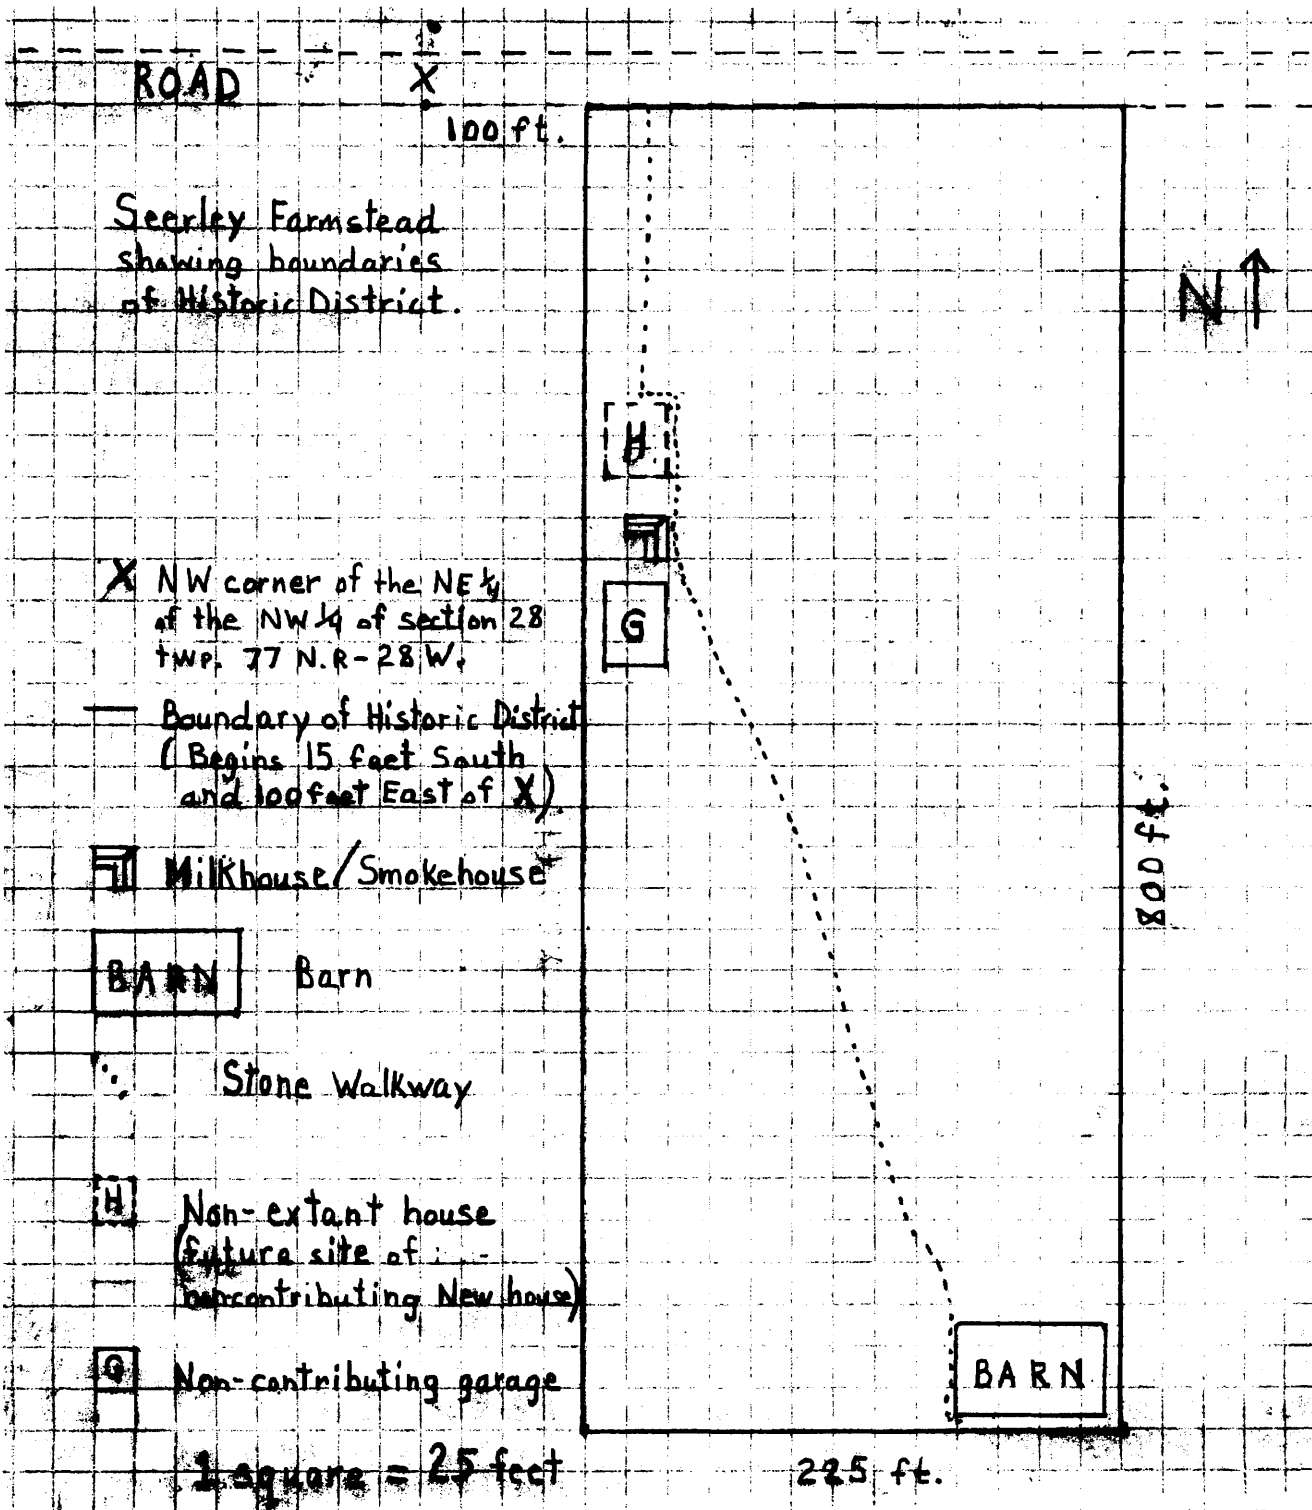 ROAD
X
100 ft.
Seerley Farmstead
showing boundaries
of Historic District.
N
H
X NW corner of the NE ¼
of the NW ¼ of section 28
twp. 77 N.R-28 W.
G
Boundary of Historic District
(Begins 15 feet South
and 100 feet East of X)
800 ft.
Milkhouse/Smokehouse
BARN Barn
Stone Walkway
H Non-extant house
(future site of
noncontributing New house)
BARN
G Non-contributing garage
1 square = 25 feet
225 ft.